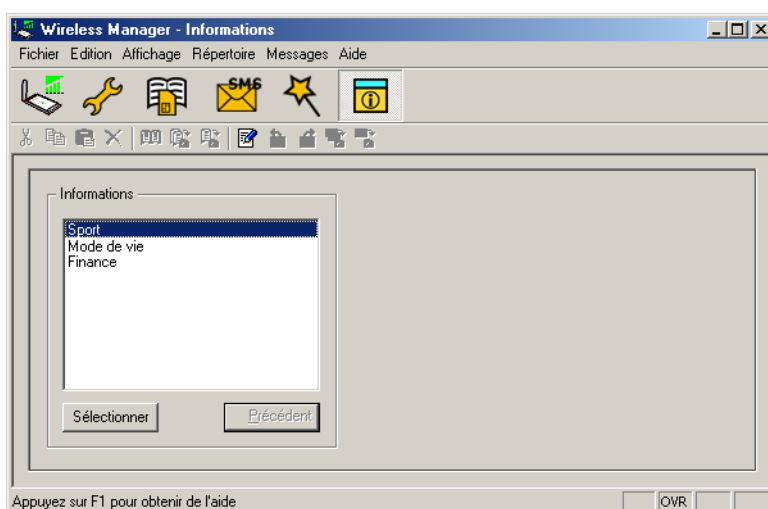 Wireless Manager - Informations
Fichier Edition Affichage Répertoire Messages Aide
SMS
Informations
Sport
Mode de vie
Finance
Sélectionner Précédent
Appuyez sur F1 pour obtenir de l'aide OVR